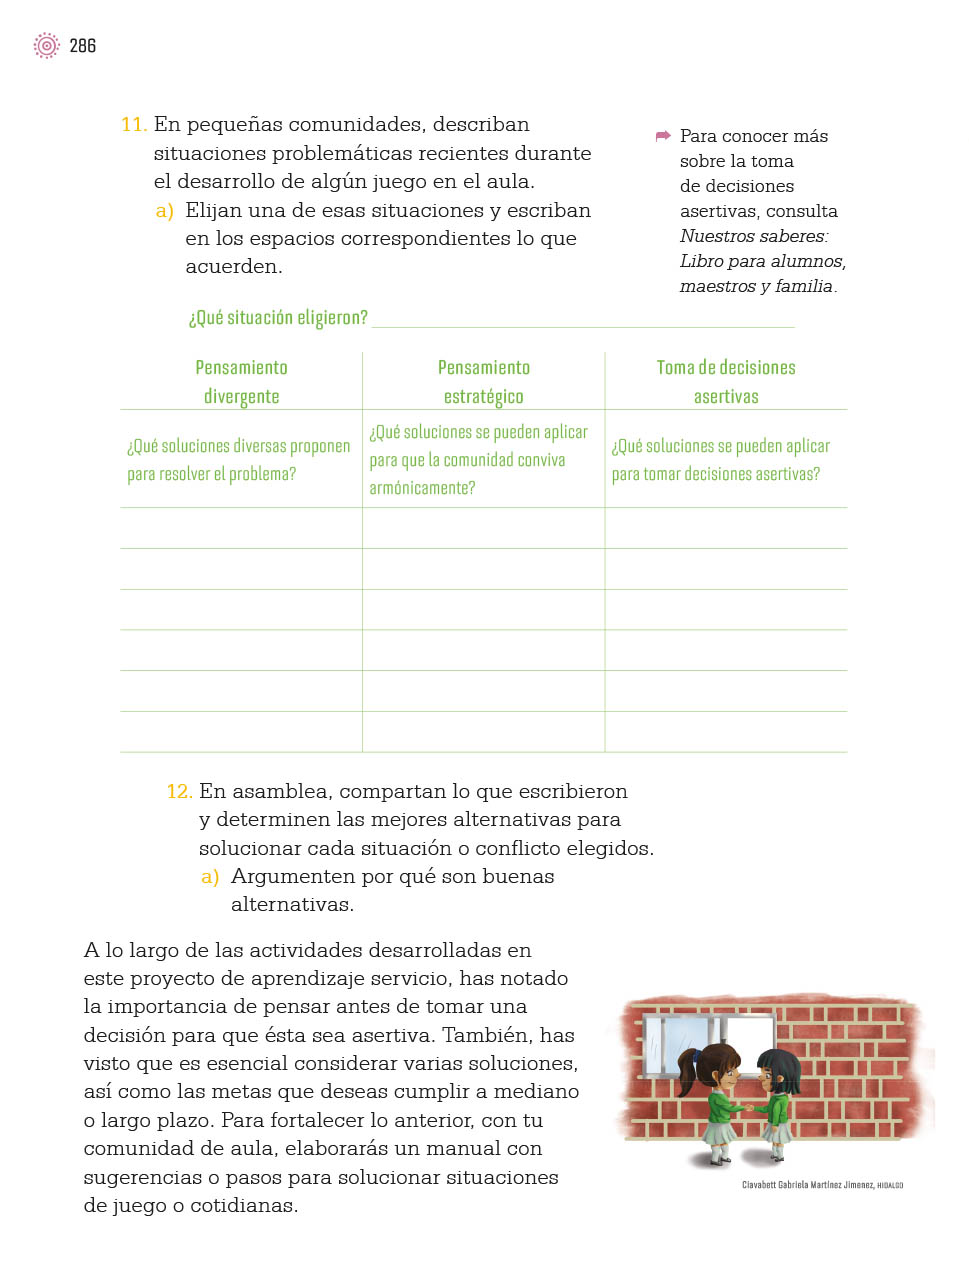 286
11. En pequeñas comunidades, describan
situaciones problemáticas recientes durante
el desarrollo de algún juego en el aula.
a) Elijan una de esas situaciones y escriban
en los espacios correspondientes lo que
acuerden.
Para conocer más
sobre la toma
de decisiones
asertivas, consulta
Nuestros saberes:
Libro para alumnos,
maestros y familia.
¿Qué situación eligieron?
Pensamiento
divergente
Pensamiento
estratégico
Toma de decisiones
asertivas
¿Qué soluciones diversas proponen
para resolver el problema?
¿Qué soluciones se pueden aplicar
para que la comunidad conviva
armónicamente?
¿Qué soluciones se pueden aplicar
para tomar decisiones asertivas?
12. En asamblea, compartan lo que escribieron
y determinen las mejores alternativas para
solucionar cada situación o conflicto elegidos.
a) Argumenten por qué son buenas
alternativas.
A lo largo de las actividades desarrolladas en
este proyecto de aprendizaje servicio, has notado
la importancia de pensar antes de tomar una
decisión para que ésta sea asertiva. También, has
visto que es esencial considerar varias soluciones,
así como las metas que deseas cumplir a mediano
o largo plazo. Para fortalecer lo anterior, con tu
comunidad de aula, elaborarás un manual con
sugerencias o pasos para solucionar situaciones
de juego o cotidianas.
Ciavabett Gabriela Martínez Jimenez, HIDALGO